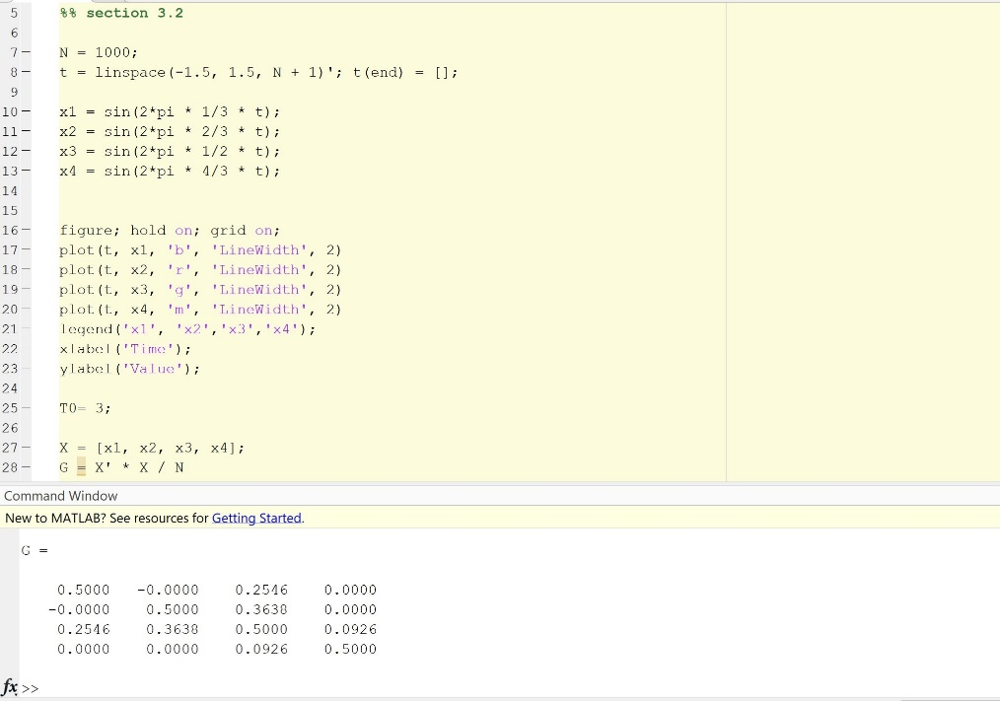 5 %% section 3.2
6
7 — N = 1000;
8 — t = linspace(-1.5, 1.5, N + 1)'; t(end) = [];
9
10 — x1 = sin(2*pi * 1/3 * t);
11 — x2 = sin(2*pi * 2/3 * t);
12 — x3 = sin(2*pi * 1/2 * t);
13 — x4 = sin(2*pi * 4/3 * t);
14
15
16 — figure; hold on; grid on;
17 — plot(t, x1, 'b', 'LineWidth', 2)
18 — plot(t, x2, 'r', 'LineWidth', 2)
19 — plot(t, x3, 'g', 'LineWidth', 2)
20 — plot(t, x4, 'm', 'LineWidth', 2)
21 — legend('x1', 'x2','x3','x4');
22 — xlabel('Time');
23 — ylabel('Value');
24
25 — T0= 3;
26
27 — X = [x1, x2, x3, x4];
28 — G = X' * X / N
Command Window
New to MATLAB? See resources for Getting Started.
G =
0.5000 -0.0000 0.2546 0.0000
-0.0000 0.5000 0.3638 0.0000
0.2546 0.3638 0.5000 0.0926
0.0000 0.0000 0.0926 0.5000
fx >>